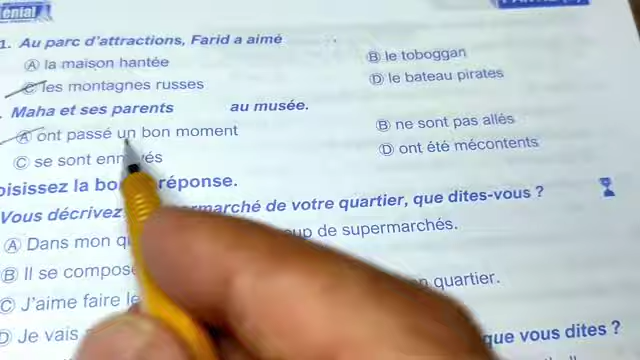 énial
1. Au parc d'attractions, Farid a aimé
Ⓐ la maison hantée
Ⓑ le toboggan
Ⓒ les montagnes russes
Ⓓ le bateau pirates
Maha et ses parents au musée.
Ⓐ ont passé un bon moment
Ⓑ ne sont pas allés
Ⓒ se sont ennuyés
Ⓓ ont été mécontents
oisissez la bo réponse.
Vous décrivez marché de votre quartier, que dites-vous ?
Ⓐ Dans mon q up de supermarchés.
Ⓑ Il se compose n quartier.
Ⓒ J'aime faire le
Ⓓ Je vais
que vous dites ?